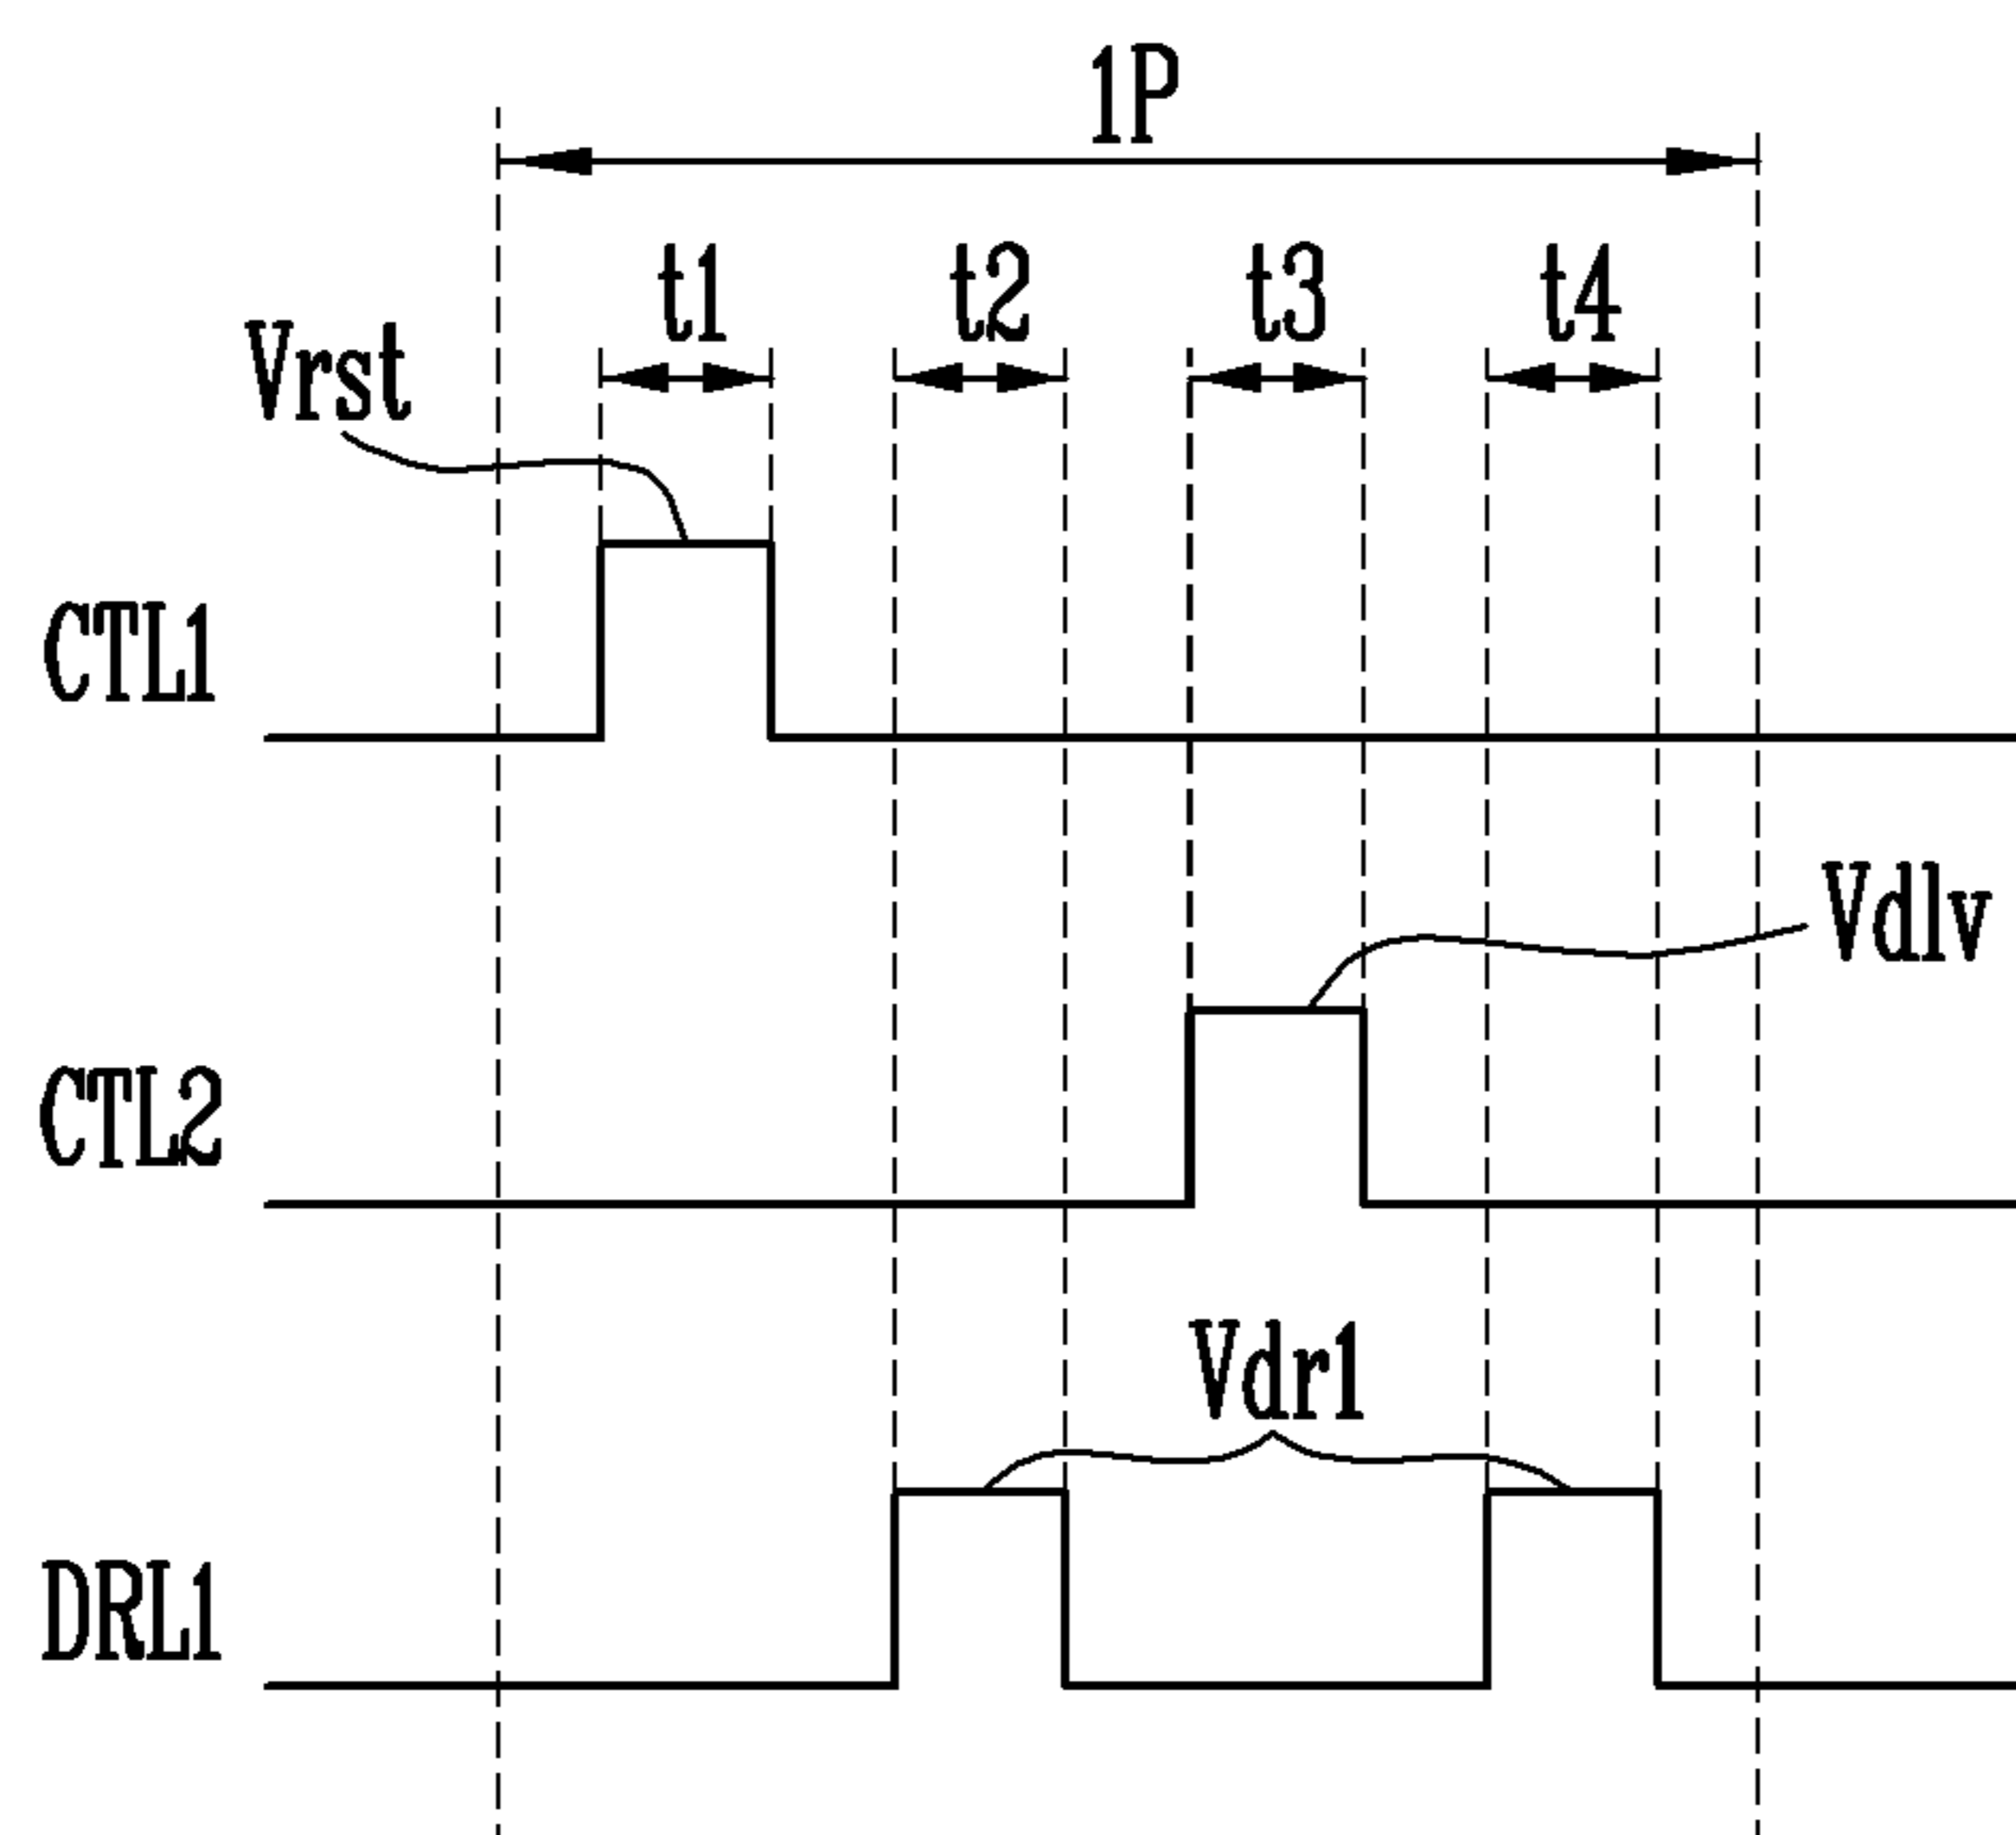 1P
t1 t2 t3 t4
Vrst
CTL1
Vdlv
CTL2
Vdr1
DRL1